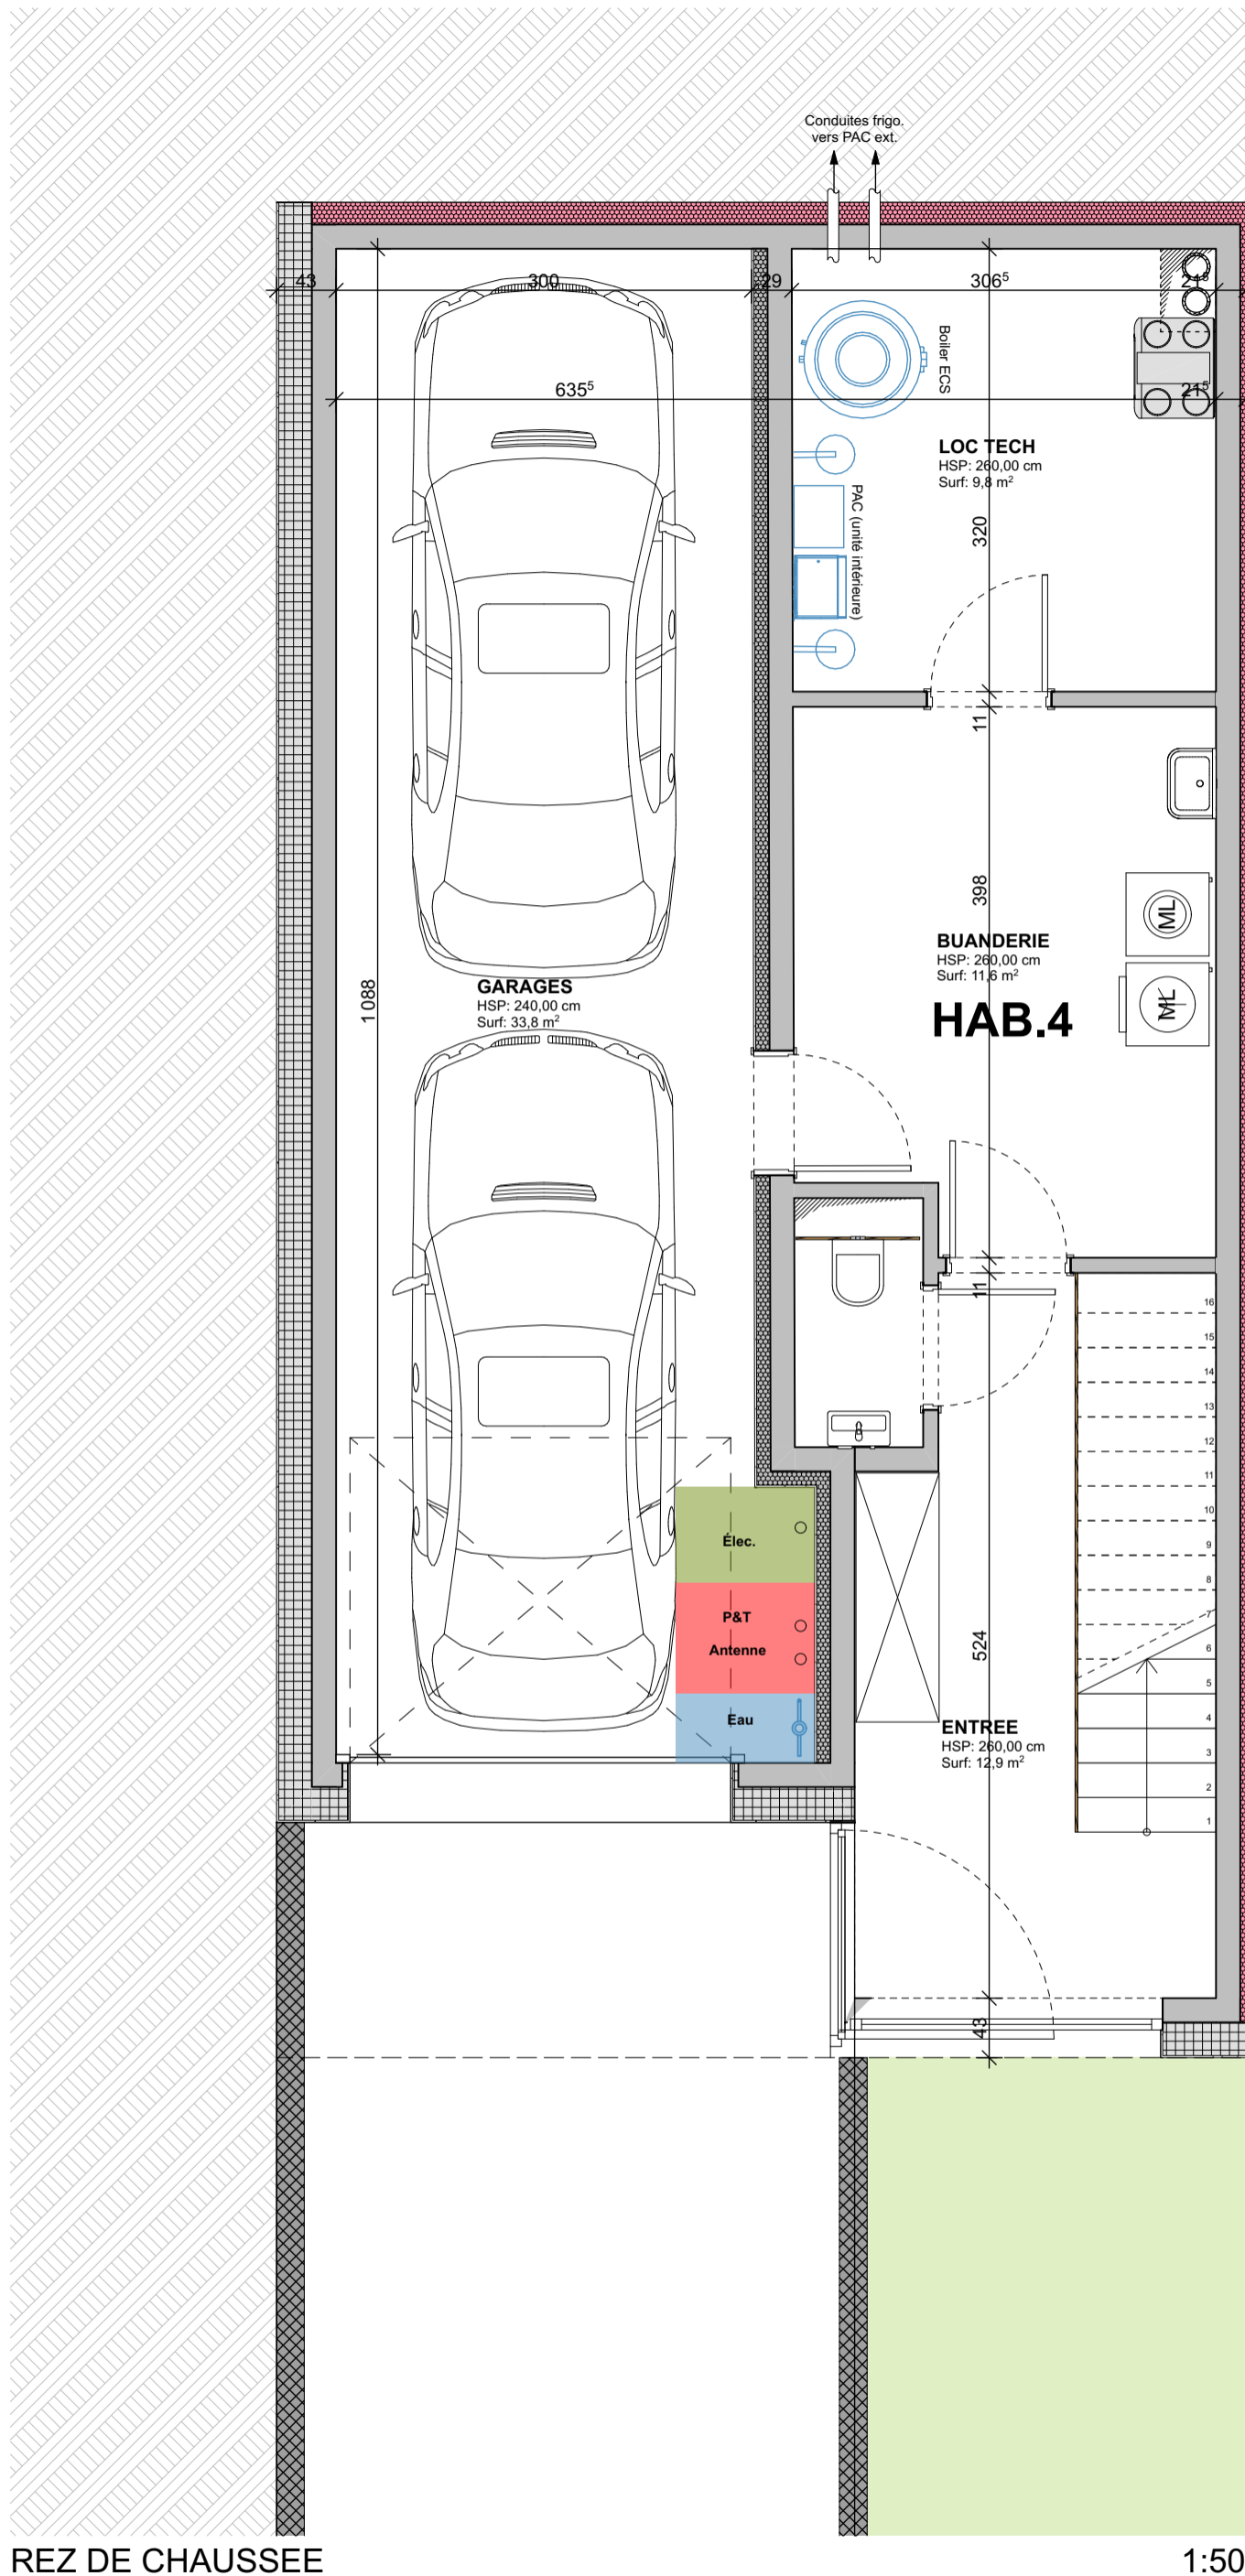 Conduites frigo.
vers PAC ext.
43
300
29
306⁵
21⁵
635⁵
21⁵
Boiler ECS
LOC TECH
HSP: 260,00 cm
Surf: 9,8 m²
PAC (unité intérieure)
320
11
398
ML
BUANDERIE
HSP: 260,00 cm
Surf: 11,6 m²
HAB.4
ML
1 088
GARAGES
HSP: 240,00 cm
Surf: 33,8 m²
11
16
15
14
13
12
11
10
9
8
7
6
5
4
3
2
1
Élec.
P&T
Antenne
Eau
524
ENTREE
HSP: 260,00 cm
Surf: 12,9 m²
43
REZ DE CHAUSSEE
1:50